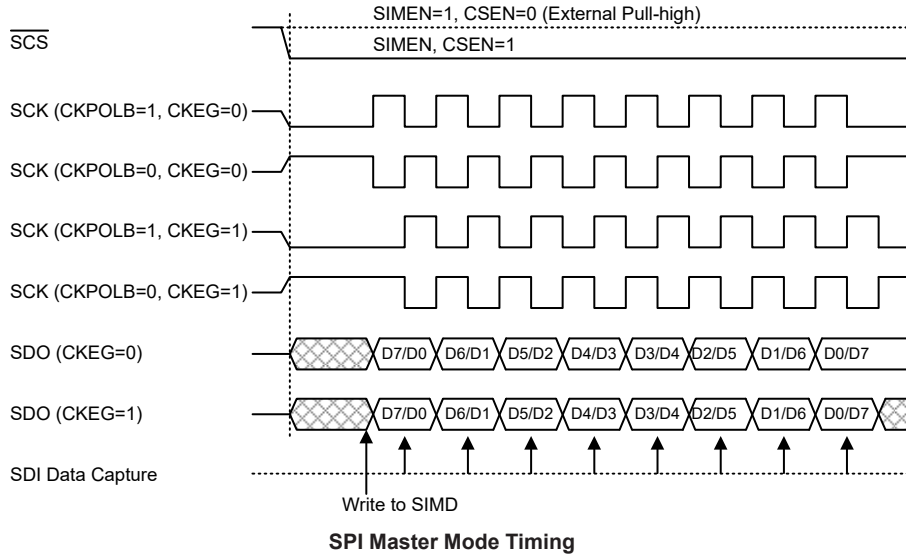 SIMEN=1, CSEN=0 (External Pull-high)
SCS
SIMEN, CSEN=1
SCK (CKPOLB=1, CKEG=0)
SCK (CKPOLB=0, CKEG=0)
SCK (CKPOLB=1, CKEG=1)
SCK (CKPOLB=0, CKEG=1)
SDO (CKEG=0) D7/D0 D6/D1 D5/D2 D4/D3 D3/D4 D2/D5 D1/D6 D0/D7
SDO (CKEG=1) D7/D0 D6/D1 D5/D2 D4/D3 D3/D4 D2/D5 D1/D6 D0/D7
SDI Data Capture
Write to SIMD
SPI Master Mode Timing